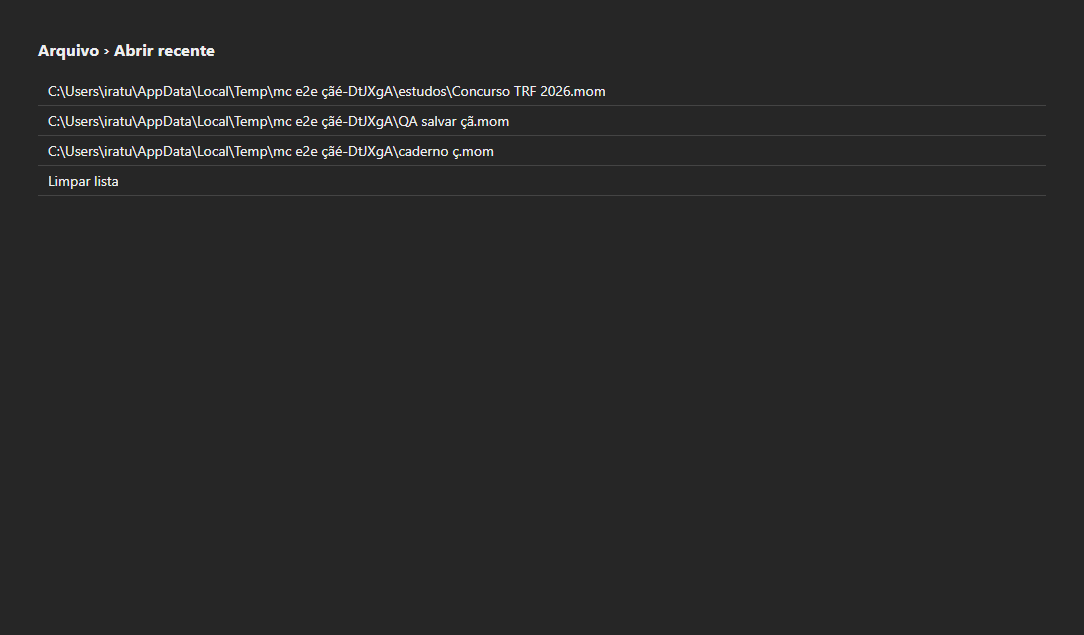 Arquivo › Abrir recente
C:\Users\iratu\AppData\Local\Temp\mc e2e çãé-DtJXgA\estudos\Concurso TRF 2026.mom
C:\Users\iratu\AppData\Local\Temp\mc e2e çãé-DtJXgA\QA salvar çã.mom
C:\Users\iratu\AppData\Local\Temp\mc e2e çãé-DtJXgA\caderno ç.mom
Limpar lista